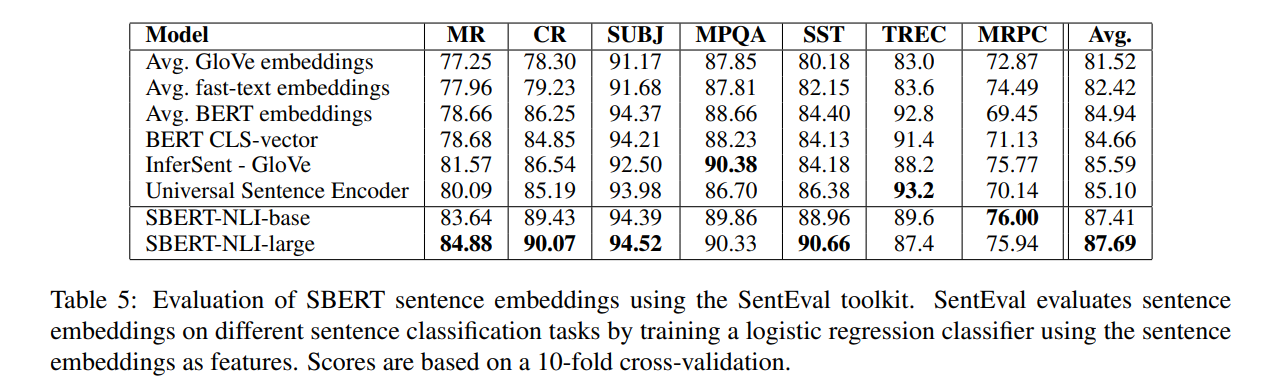 Model MR CR SUBJ MPQA SST TREC MRPC Avg.
Avg. GloVe embeddings 77.25 78.30 91.17 87.85 80.18 83.0 72.87 81.52
Avg. fast-text embeddings 77.96 79.23 91.68 87.81 82.15 83.6 74.49 82.42
Avg. BERT embeddings 78.66 86.25 94.37 88.66 84.40 92.8 69.45 84.94
BERT CLS-vector 78.68 84.85 94.21 88.23 84.13 91.4 71.13 84.66
InferSent - GloVe 81.57 86.54 92.50 90.38 84.18 88.2 75.77 85.59
Universal Sentence Encoder 80.09 85.19 93.98 86.70 86.38 93.2 70.14 85.10
SBERT-NLI-base 83.64 89.43 94.39 89.86 88.96 89.6 76.00 87.41
SBERT-NLI-large 84.88 90.07 94.52 90.33 90.66 87.4 75.94 87.69
Table 5: Evaluation of SBERT sentence embeddings using the SentEval toolkit. SentEval evaluates sentence
embeddings on different sentence classification tasks by training a logistic regression classifier using the sentence
embeddings as features. Scores are based on a 10-fold cross-validation.